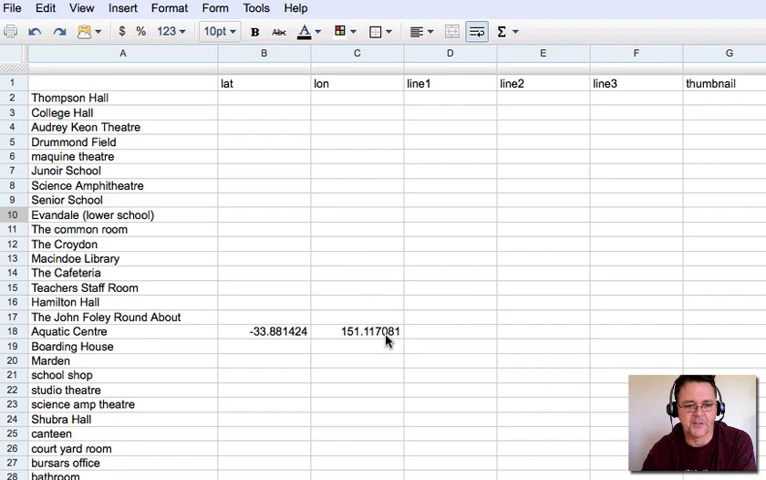 File Edit View Insert Format Form Tools Help
$ % 123 10pt B Abc A Σ
A B C D E F G
1 lat lon line1 line2 line3 thumbnail
2 Thompson Hall
3 College Hall
4 Audrey Keon Theatre
5 Drummond Field
6 maquine theatre
7 Junoir School
8 Science Amphitheatre
9 Senior School
10 Evandale (lower school)
11 The common room
12 The Croydon
13 Macindoe Library
14 The Cafeteria
15 Teachers Staff Room
16 Hamilton Hall
17 The John Foley Round About
18 Aquatic Centre -33.881424 151.117081
19 Boarding House
20 Marden
21 school shop
22 studio theatre
23 science amp theatre
24 Shubra Hall
25 canteen
26 court yard room
27 bursars office
28 bathroom